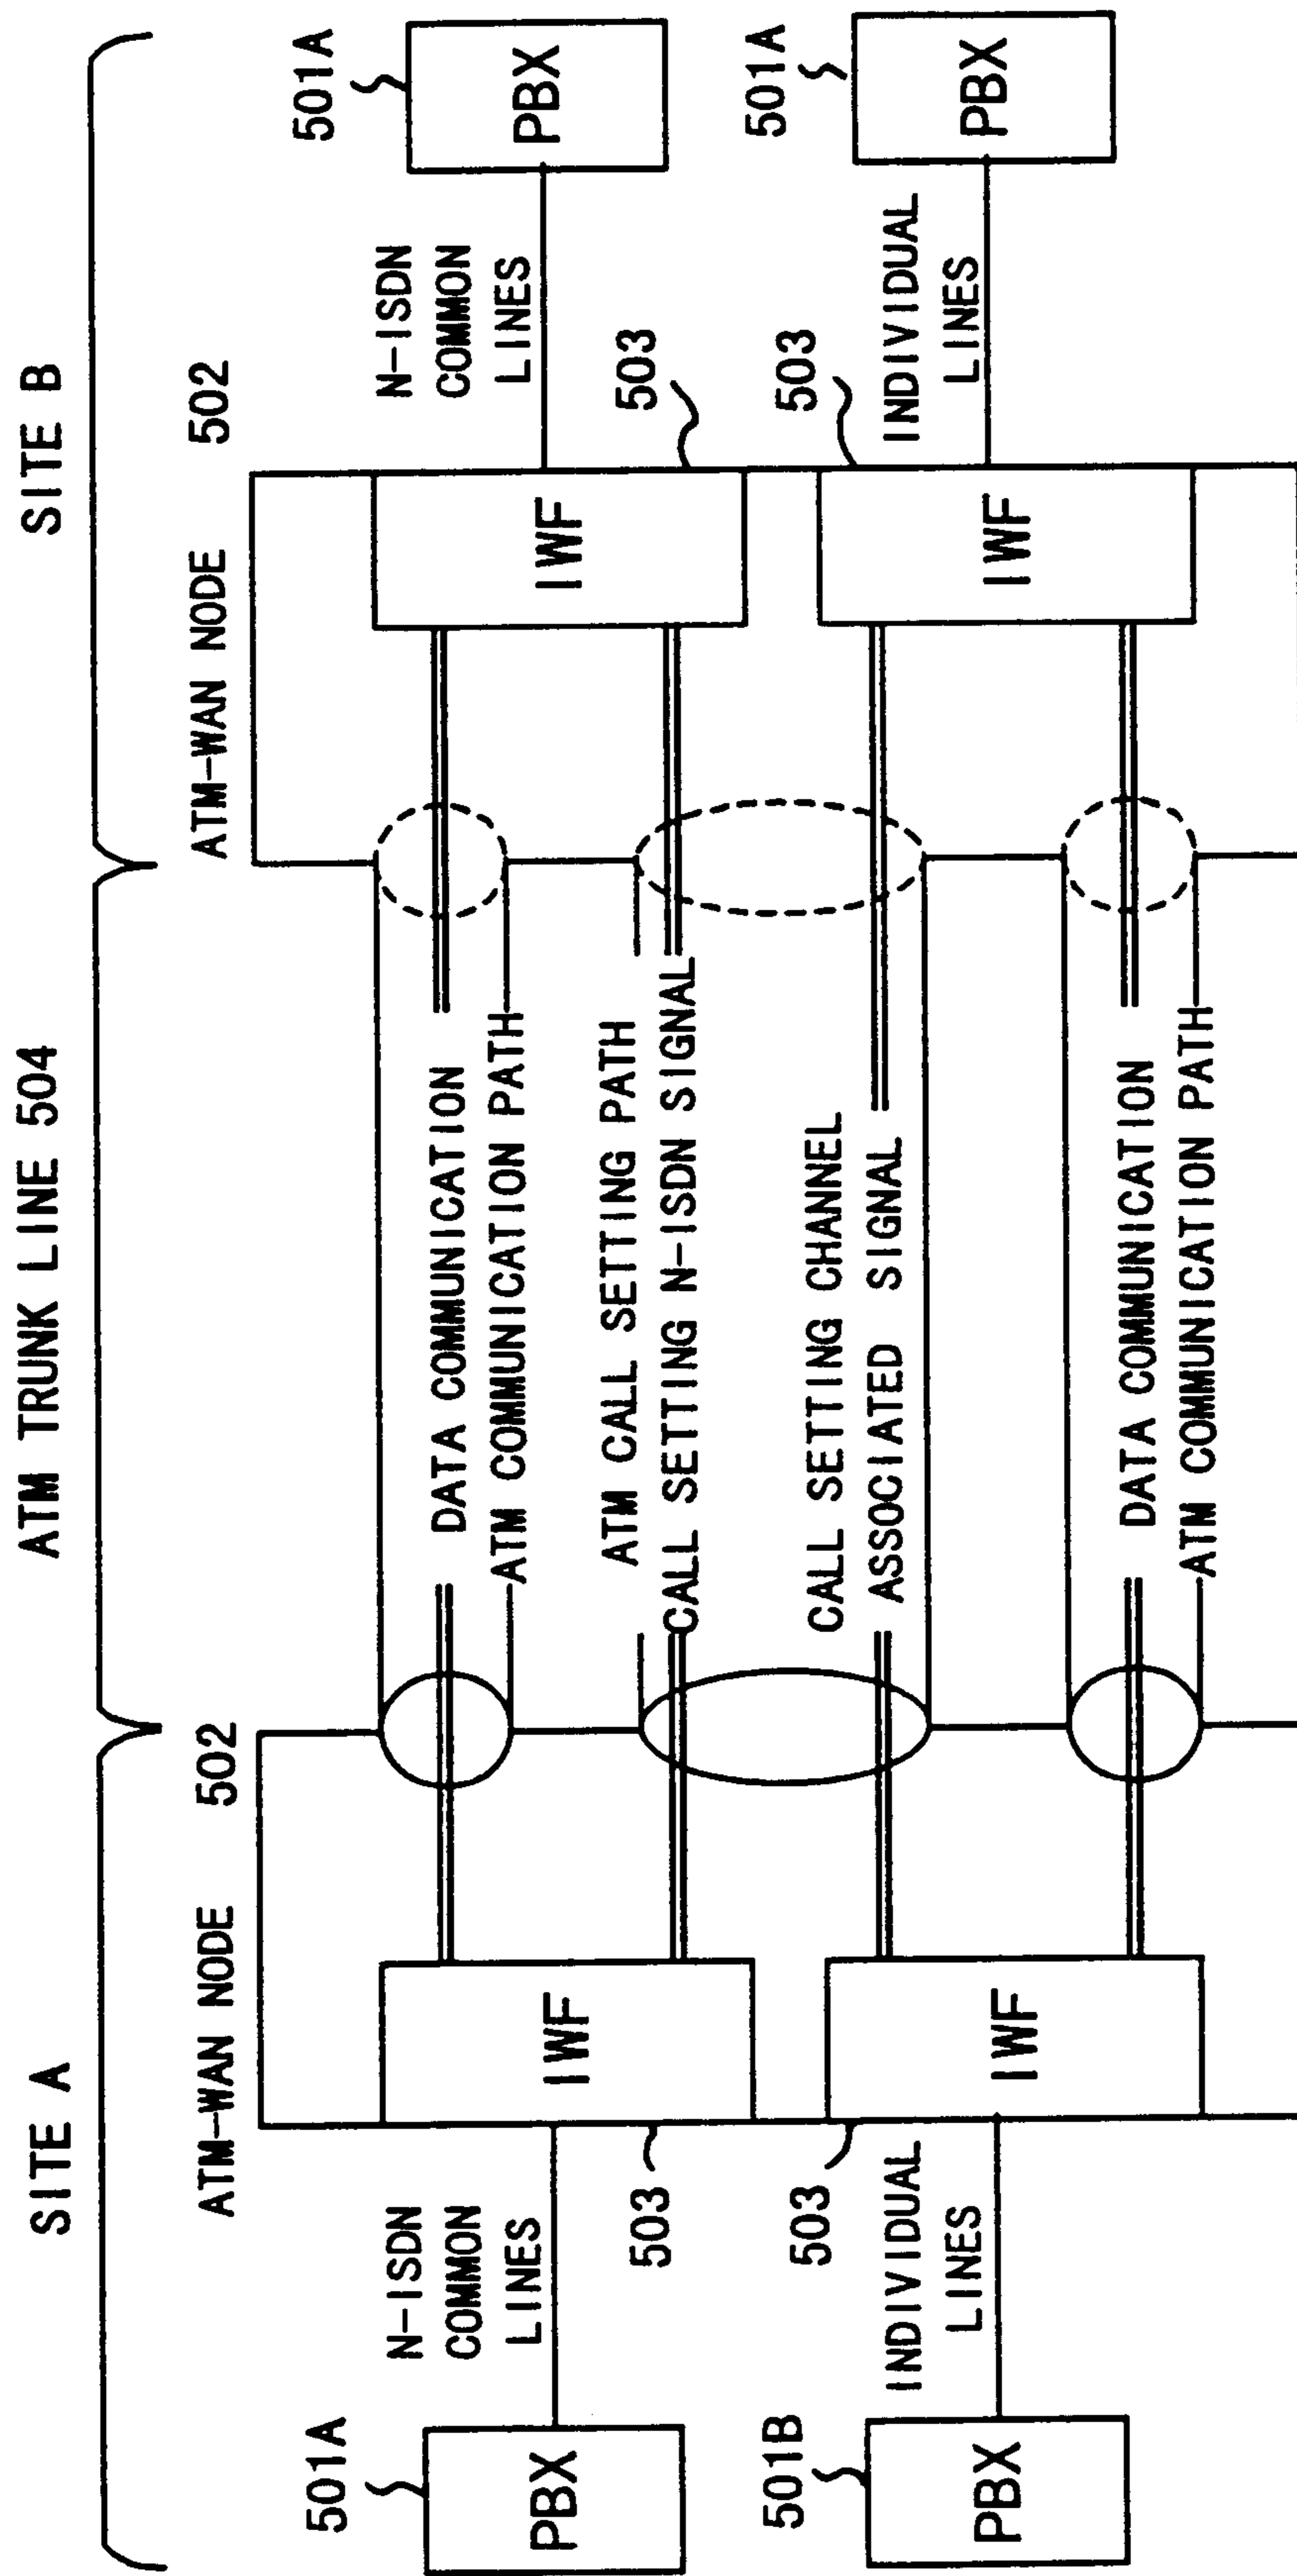 SITE A
ATM TRUNK LINE 504
SITE B
ATM-WAN NODE 502
ATM-WAN NODE 502
501A
PBX
N-ISDN
COMMON
LINES
503
IWF
DATA COMMUNICATION
ATM COMMUNICATION PATH
ATM CALL SETTING PATH
CALL SETTING N-ISDN SIGNAL
IWF
503
N-ISDN
COMMON
LINES
501A
PBX
501B
PBX
INDIVIDUAL
LINES
503
IWF
CALL SETTING CHANNEL
ASSOCIATED SIGNAL
DATA COMMUNICATION
ATM COMMUNICATION PATH
IWF
503
INDIVIDUAL
LINES
501A
PBX